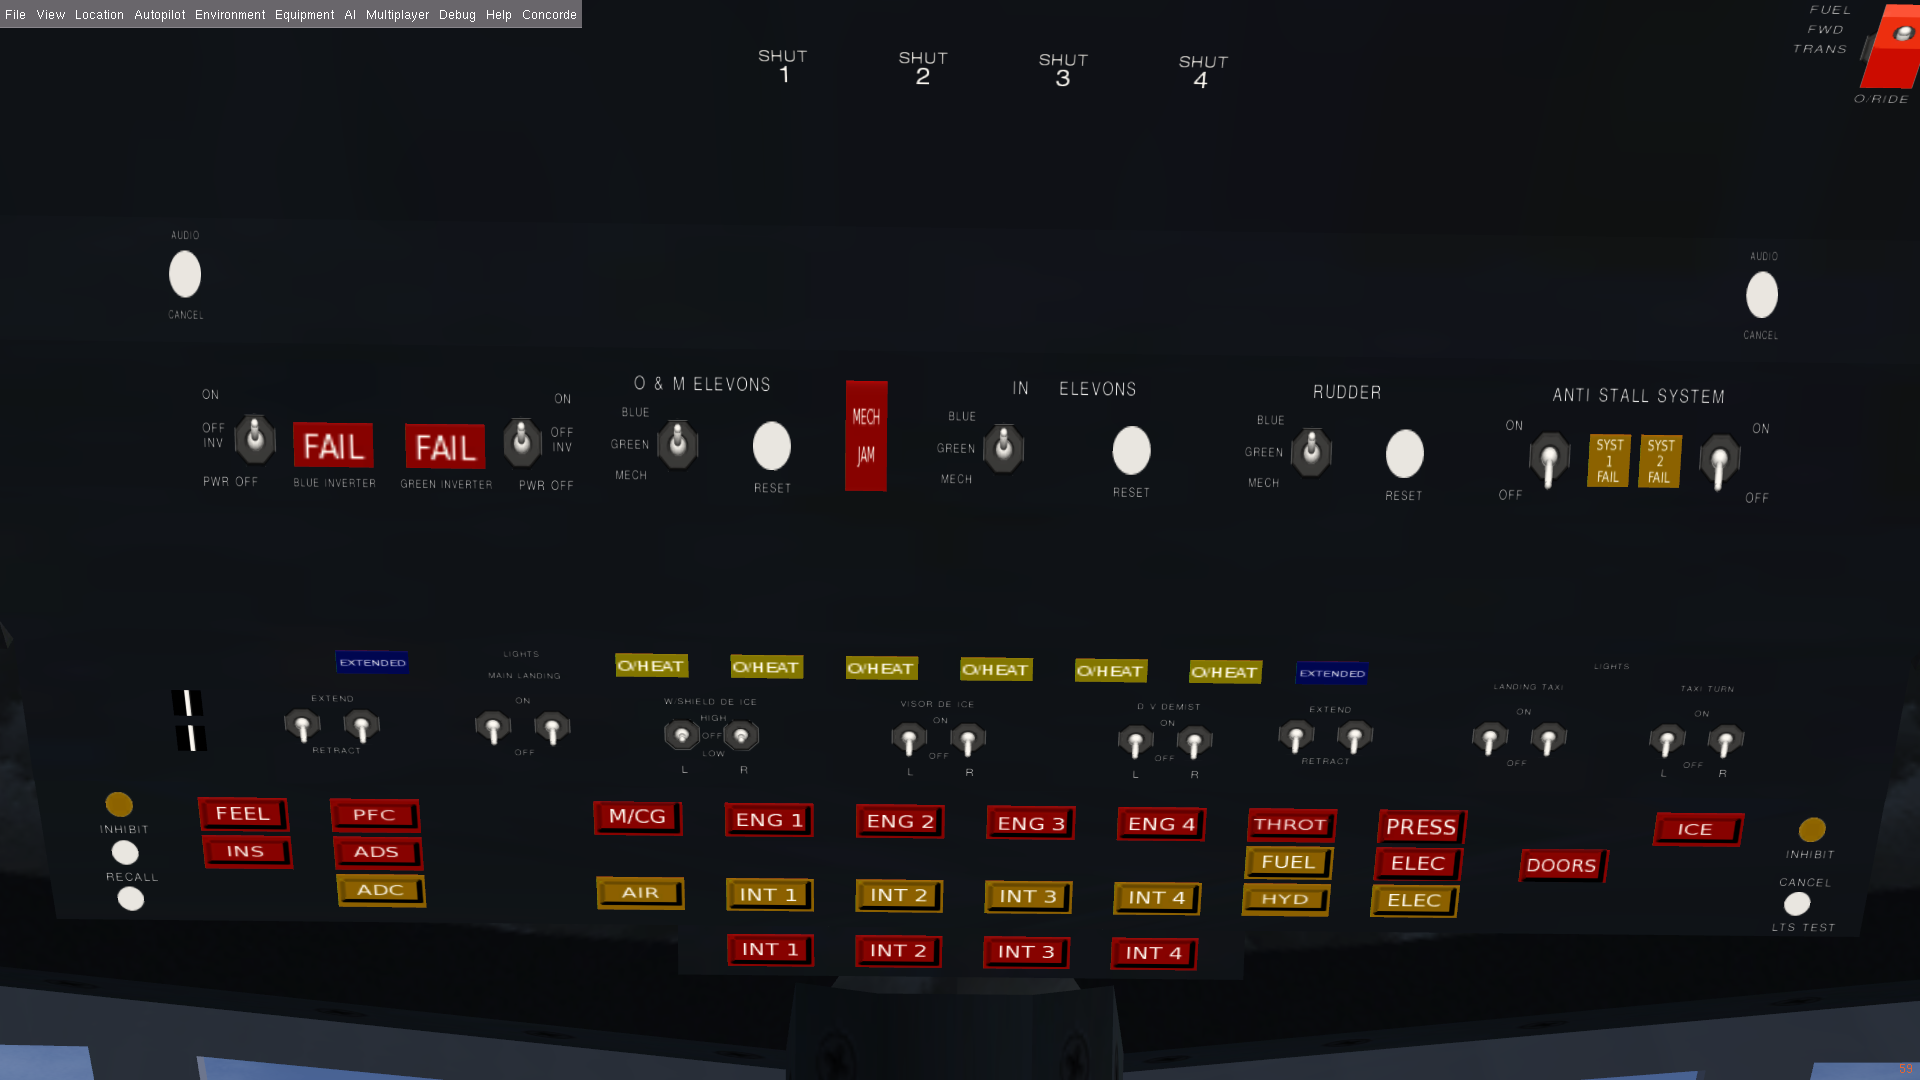 File View Location Autopilot Environment Equipment AI Multiplayer Debug Help Concorde
FUEL
FWD
TRANS
O/RIDE
SHUT SHUT SHUT SHUT
1 2 3 4
AUDIO AUDIO
CANCEL CANCEL
O & M ELEVONS IN ELEVONS RUDDER ANTI STALL SYSTEM
ON ON BLUE BLUE BLUE ON ON
OFF OFF GREEN GREEN GREEN
INV INV
FAIL FAIL
MECH
JAM
SYST SYST
1 2
FAIL FAIL
MECH MECH MECH OFF OFF
PWR OFF BLUE INVERTER GREEN INVERTER PWR OFF RESET RESET RESET
LIGHTS LIGHTS
EXTENDED O/HEAT O/HEAT O/HEAT O/HEAT O/HEAT O/HEAT EXTENDED
MAIN LANDING LANDING TAXI TAXI TURN
EXTEND ON W/SHIELD DE ICE VISOR DE ICE D V DEMIST EXTEND ON ON
HIGH ON ON
OFF
RETRACT OFF LOW OFF OFF RETRACT OFF OFF
L R L R L R L R
FEEL PFC M/CG ENG 1 ENG 2 ENG 3 ENG 4 THROT PRESS ICE
INHIBIT INHIBIT
INS ADS FUEL ELEC DOORS
RECALL CANCEL
ADC AIR INT 1 INT 2 INT 3 INT 4 HYD ELEC
LTS TEST
INT 1 INT 2 INT 3 INT 4
59